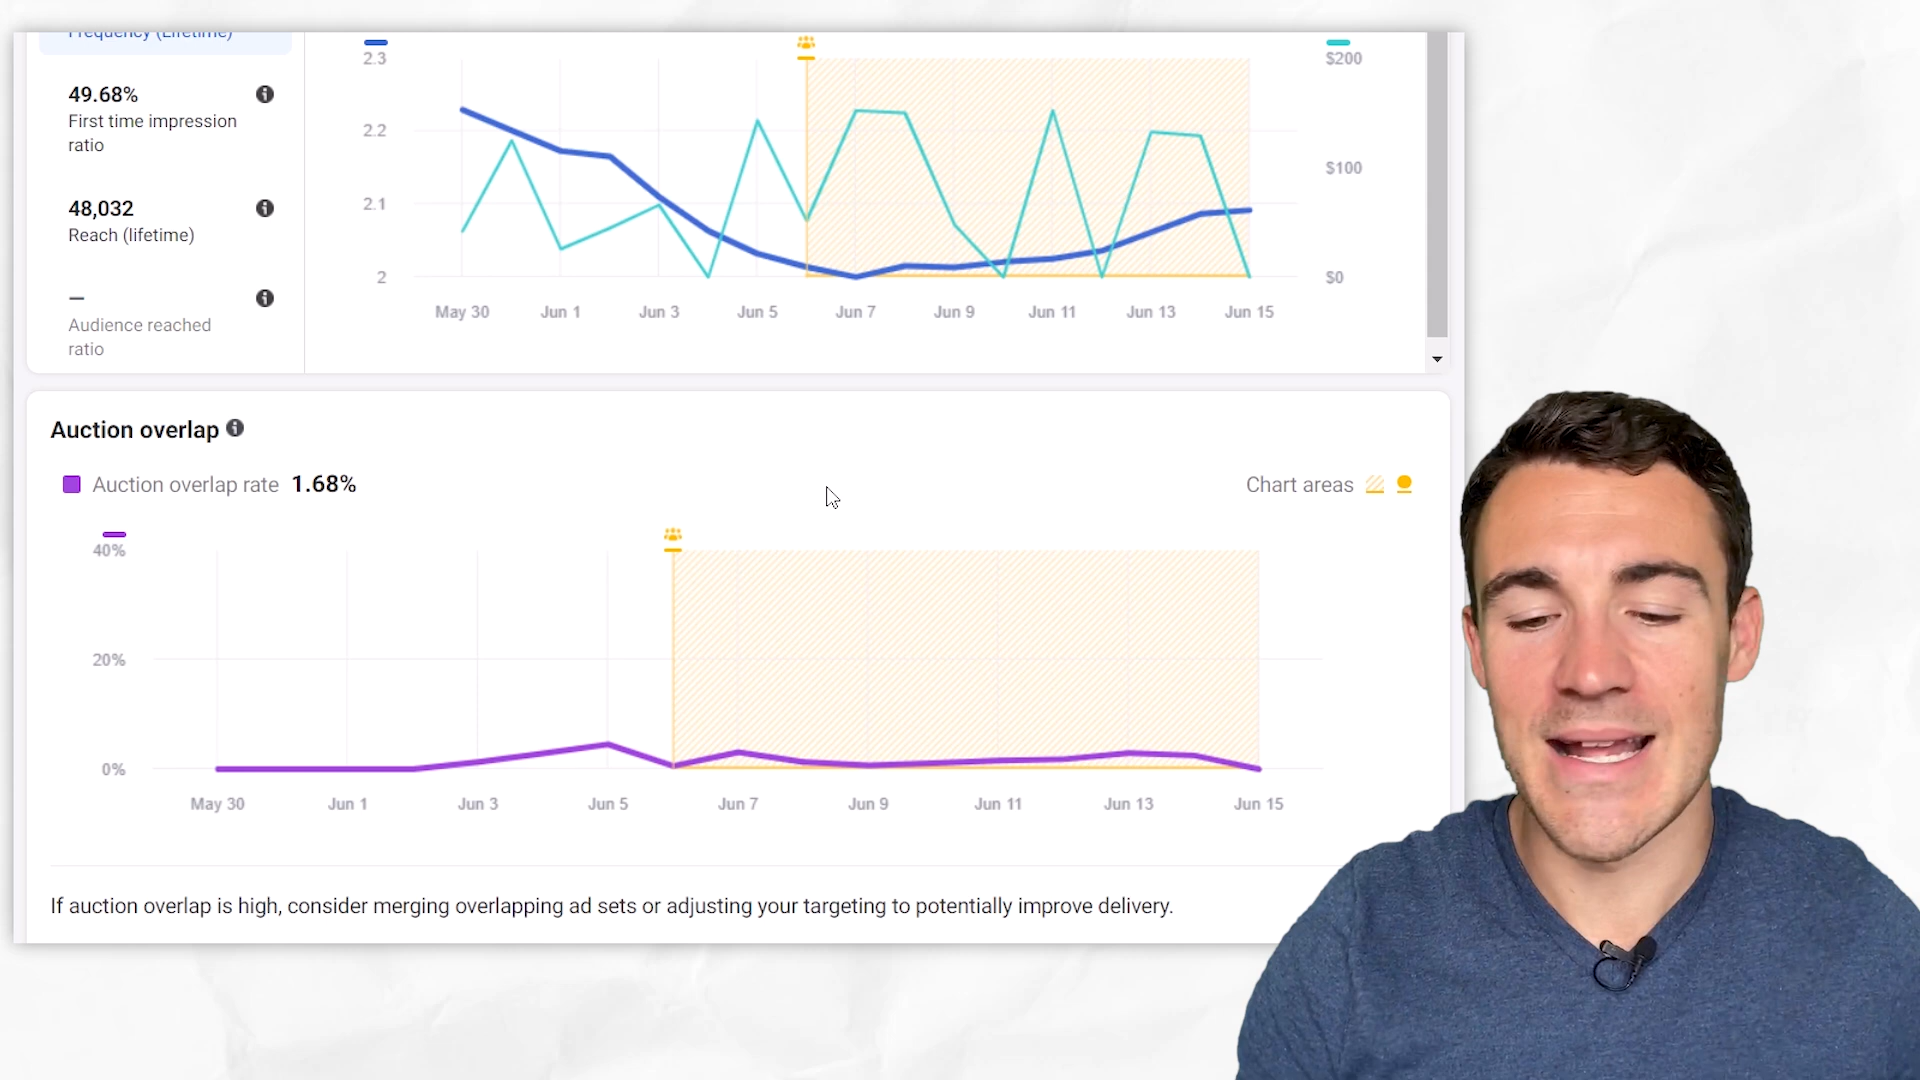 Frequency (Lifetime)
49.68%
First time impression
ratio
48,032
Reach (lifetime)
—
Audience reached
ratio
2.3
2.2
2.1
2
$200
$100
$0
May 30
Jun 1
Jun 3
Jun 5
Jun 7
Jun 9
Jun 11
Jun 13
Jun 15
Auction overlap
Auction overlap rate 1.68%
Chart areas
40%
20%
0%
May 30
Jun 1
Jun 3
Jun 5
Jun 7
Jun 9
Jun 11
Jun 13
Jun 15
If auction overlap is high, consider merging overlapping ad sets or adjusting your targeting to potentially improve delivery.